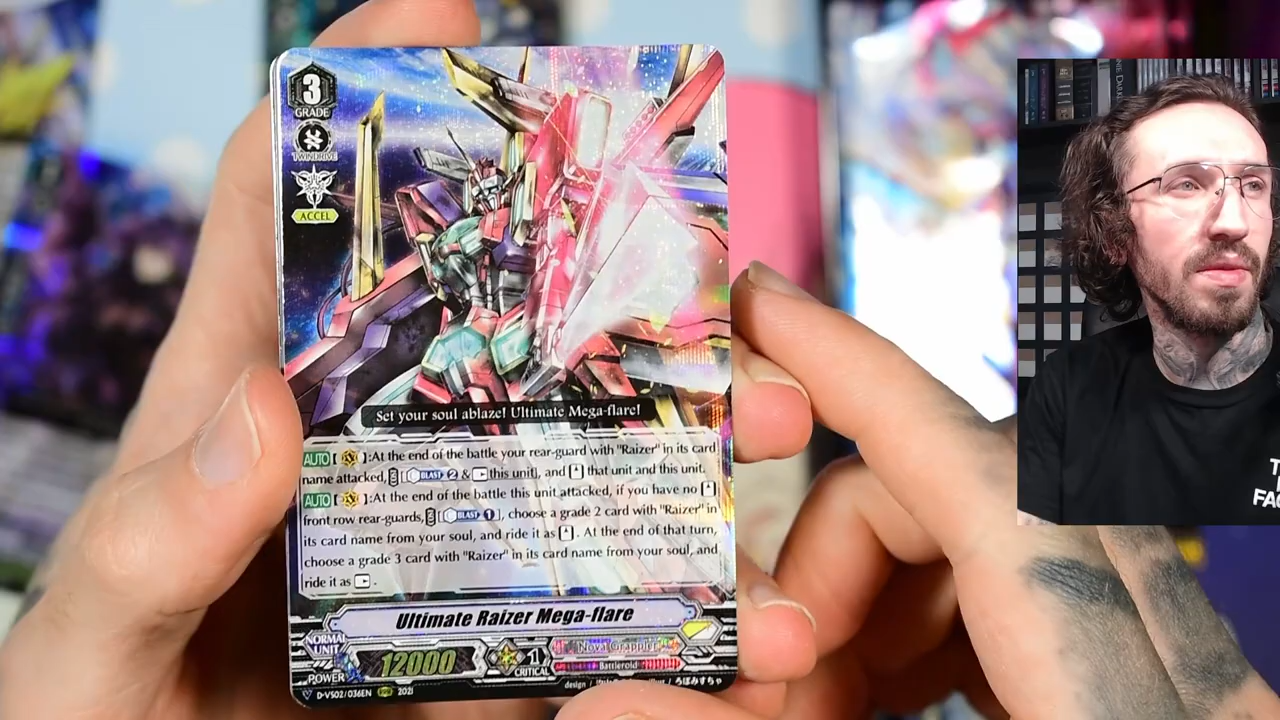 3
GRADE
TWINDRIVE
ACCEL
Set your soul ablaze! Ultimate Mega-flare!
AUTO[ ]:At the end of the battle your rear-guard with "Raizer" in its card
name attacked, [ BLAST 2 & this unit], and [ ] that unit and this unit.
AUTO[ ]:At the end of the battle this unit attacked, if you have no [ ]
front row rear-guards, [ BLAST 1], choose a grade 2 card with "Raizer" in
its card name from your soul, and ride it as [ ]. At the end of that turn,
choose a grade 3 card with "Raizer" in its card name from your soul, and
ride it as .
Ultimate Raizer Mega-flare
NORMAL
UNIT
POWER
12000
1
CRITICAL
Nova Grappler
Battleroid
D-VS02/036EN RRR 2021
design /